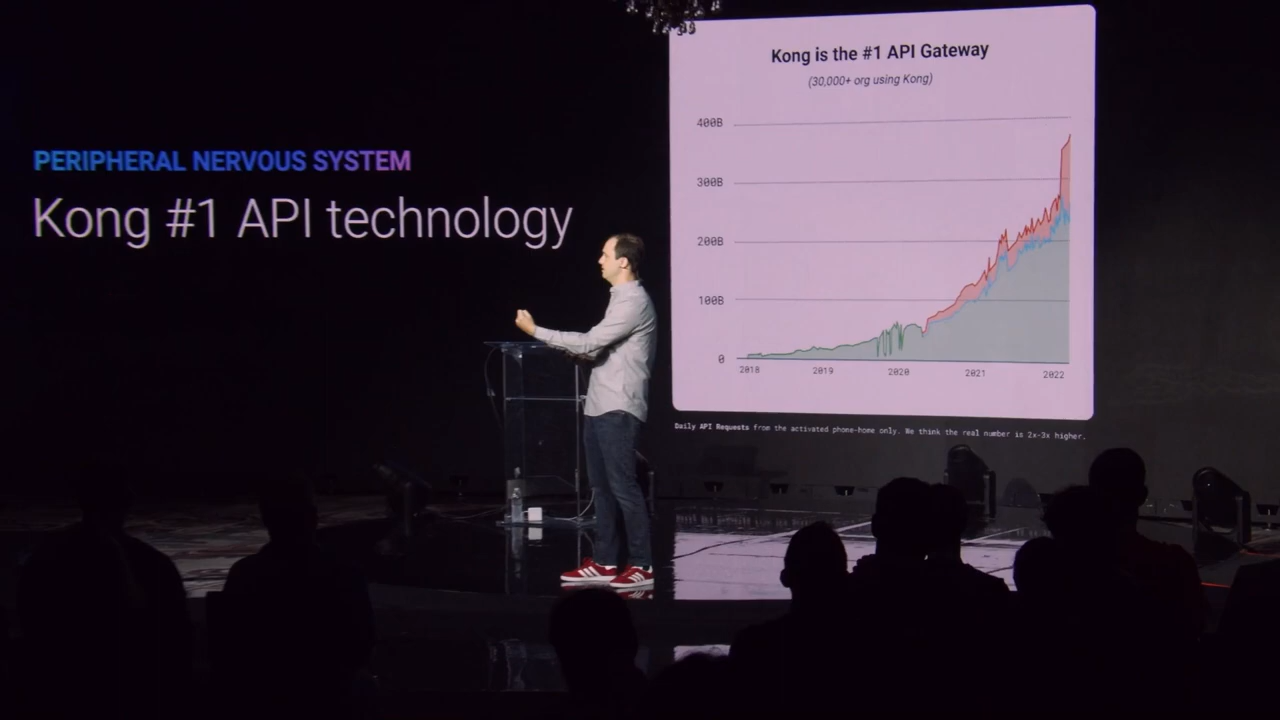 PERIPHERAL NERVOUS SYSTEM
Kong #1 API technology
Kong is the #1 API Gateway
(30,000+ org using Kong)
400B
300B
200B
100B
0
2018 2019 2020 2021 2022
Daily API Requests from the activated phone-home only. We think the real number is 2x-3x higher.